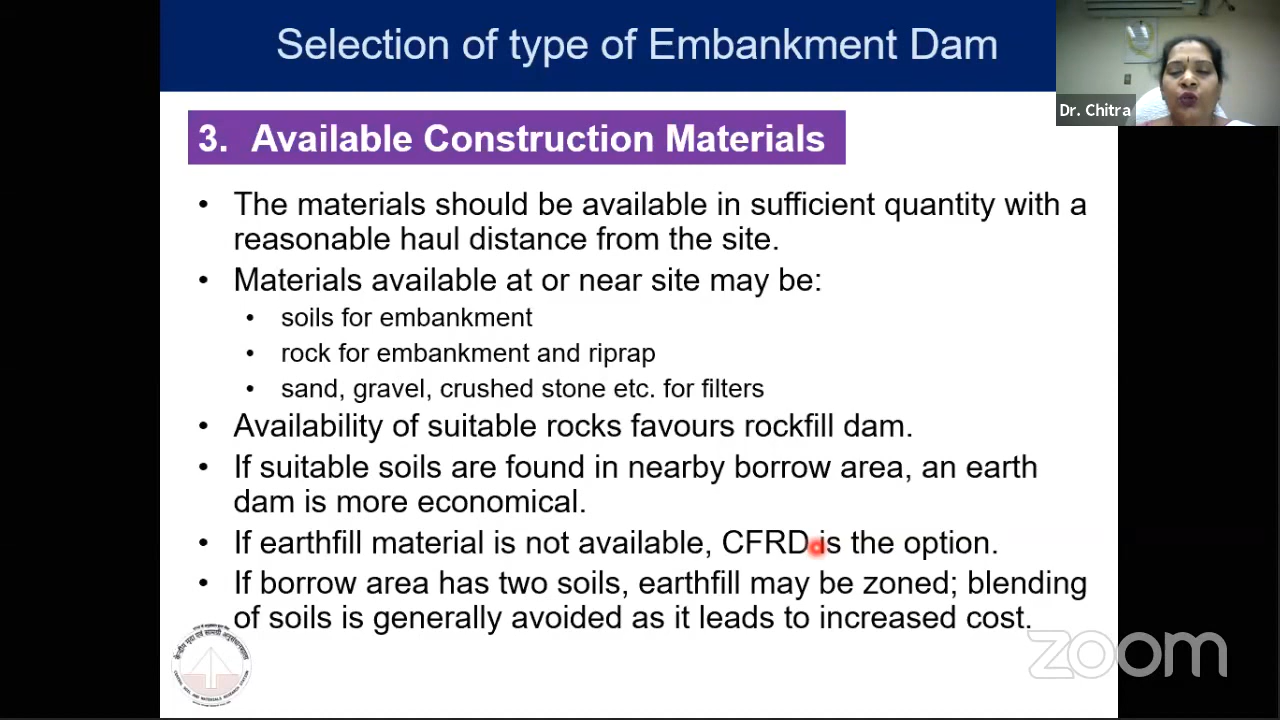 Selection of type of Embankment Dam
Dr. Chitra
3. Available Construction Materials
• The materials should be available in sufficient quantity with a
reasonable haul distance from the site.
• Materials available at or near site may be:
• soils for embankment
• rock for embankment and riprap
• sand, gravel, crushed stone etc. for filters
• Availability of suitable rocks favours rockfill dam.
• If suitable soils are found in nearby borrow area, an earth
dam is more economical.
• If earthfill material is not available, CFRD is the option.
• If borrow area has two soils, earthfill may be zoned; blending
of soils is generally avoided as it leads to increased cost.
zoom